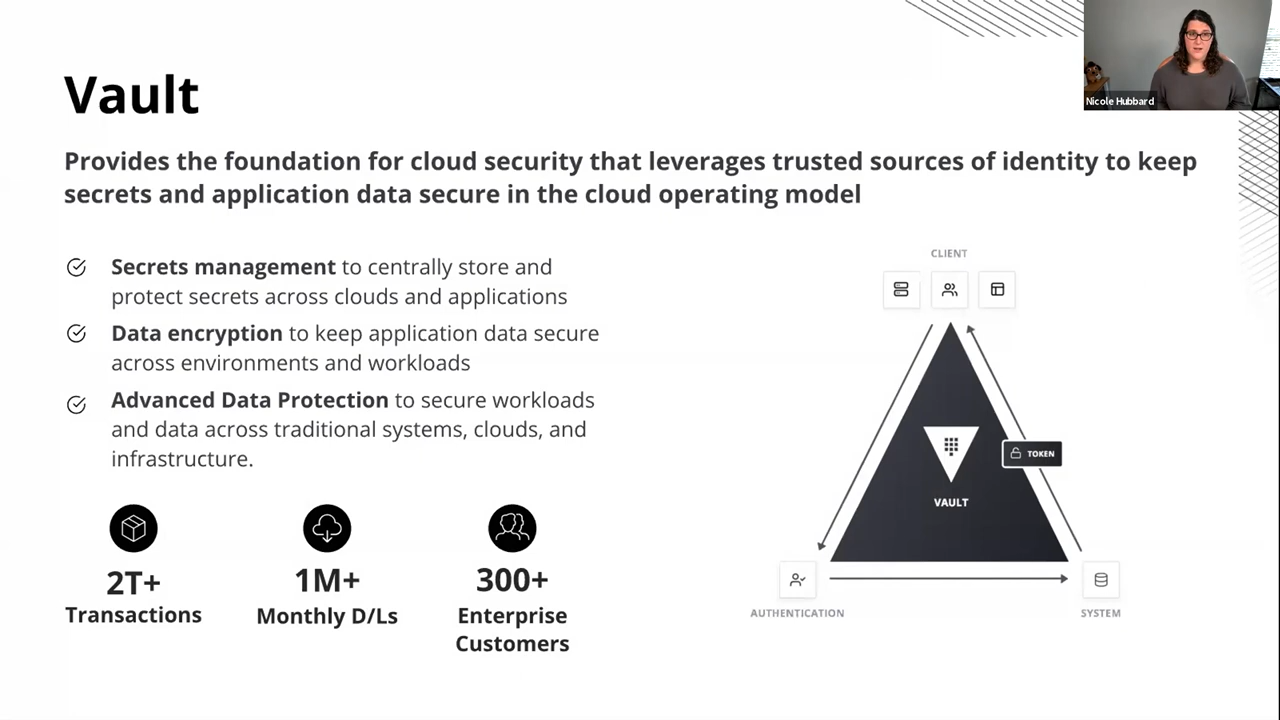 Nicole Hubbard
Vault
Provides the foundation for cloud security that leverages trusted sources of identity to keep
secrets and application data secure in the cloud operating model
Secrets management to centrally store and
protect secrets across clouds and applications
Data encryption to keep application data secure
across environments and workloads
Advanced Data Protection to secure workloads
and data across traditional systems, clouds, and
infrastructure.
2T+
Transactions
1M+
Monthly D/Ls
300+
Enterprise
Customers
CLIENT
TOKEN
VAULT
AUTHENTICATION
SYSTEM